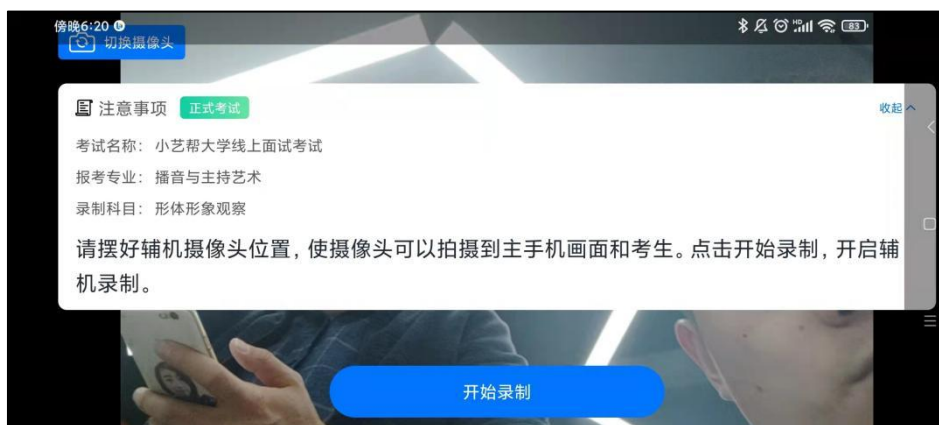 傍晚6:20
83
切换摄像头
注意事项 正式考试 收起
考试名称：小艺帮大学线上面试考试
报考专业：播音与主持艺术
录制科目：形体形象观察
请摆好辅机摄像头位置，使摄像头可以拍摄到主手机画面和考生。点击开始录制，开启辅
机录制。
开始录制